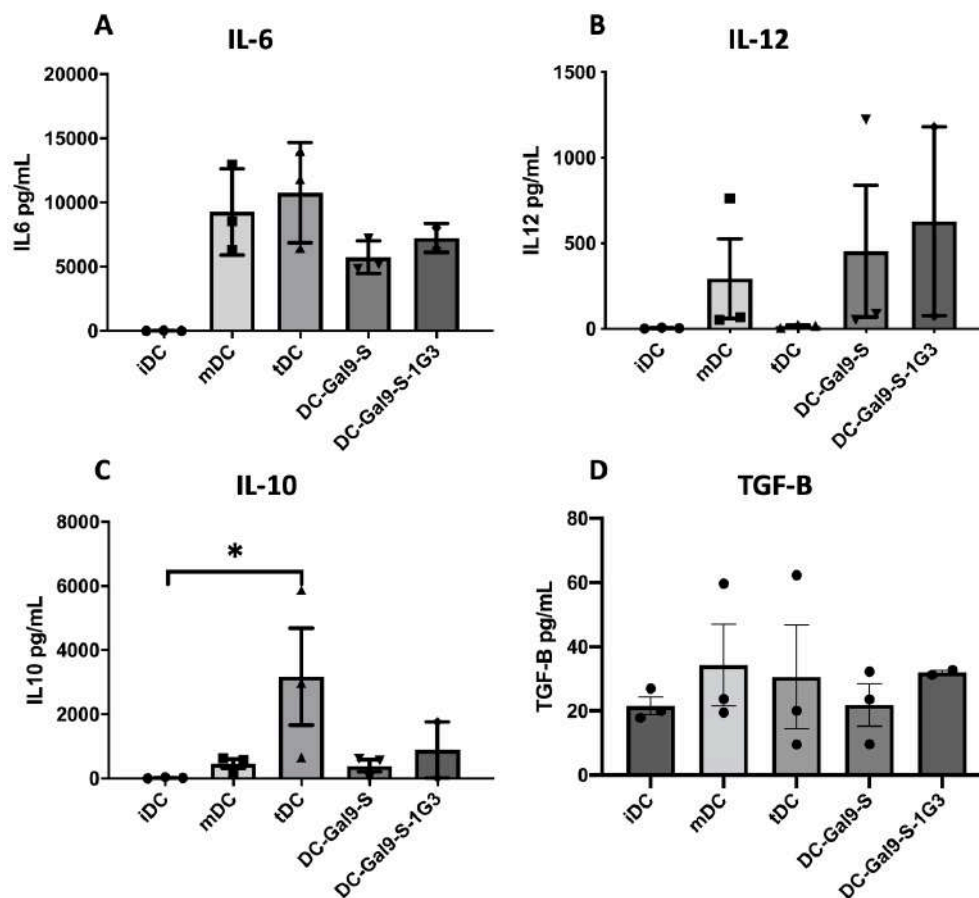 A
IL-6
IL6 pg/mL
20000
15000
10000
5000
0
iDC
mDC
tDC
DC-Gal9-S
DC-Gal9-S-1G3
B
IL-12
IL12 pg/mL
1500
1000
500
0
iDC
mDC
tDC
DC-Gal9-S
DC-Gal9-S-1G3
C
IL-10
IL10 pg/mL
8000
6000
4000
2000
0
*
iDC
mDC
tDC
DC-Gal9-S
DC-Gal9-S-1G3
D
TGF-B
TGF-B pg/mL
80
60
40
20
0
iDC
mDC
tDC
DC-Gal9-S
DC-Gal9-S-1G3